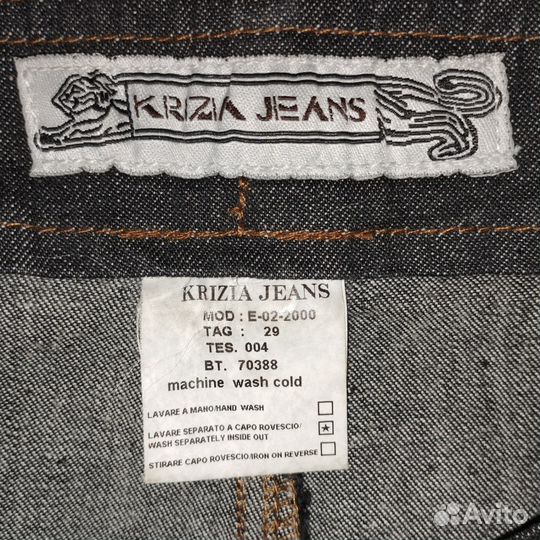 KRIZIA JEANS
KRIZIA JEANS
MOD : E-02-2000
TAG : 29
TES. 004
BT. 70388
machine wash cold
LAVARE A MANO/HAND WASH
LAVARE SEPARATO A CAPO ROVESCIO/
WASH SEPARATELY INSIDE OUT
STIRARE CAPO ROVESCIO/IRON ON REVERSE
Avito